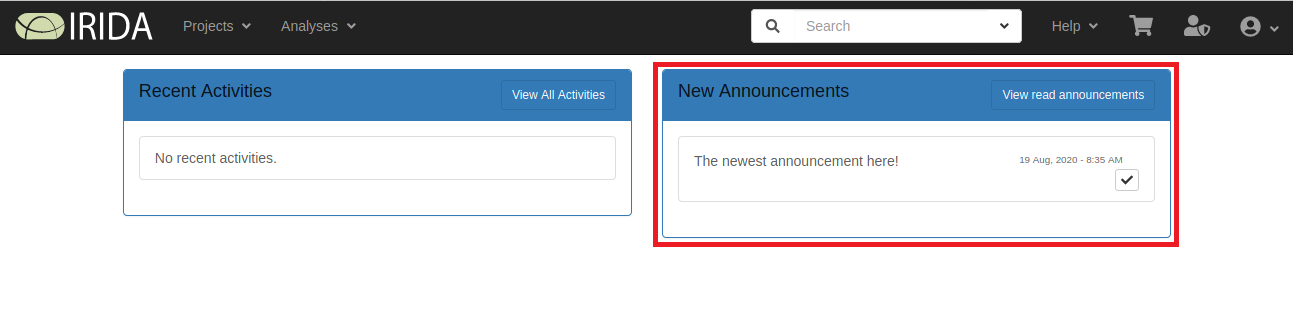 IRIDA Projects Analyses Search Help
Recent Activities View All Activities
No recent activities.
New Announcements View read announcements
The newest announcement here! 19 Aug, 2020 - 8:35 AM